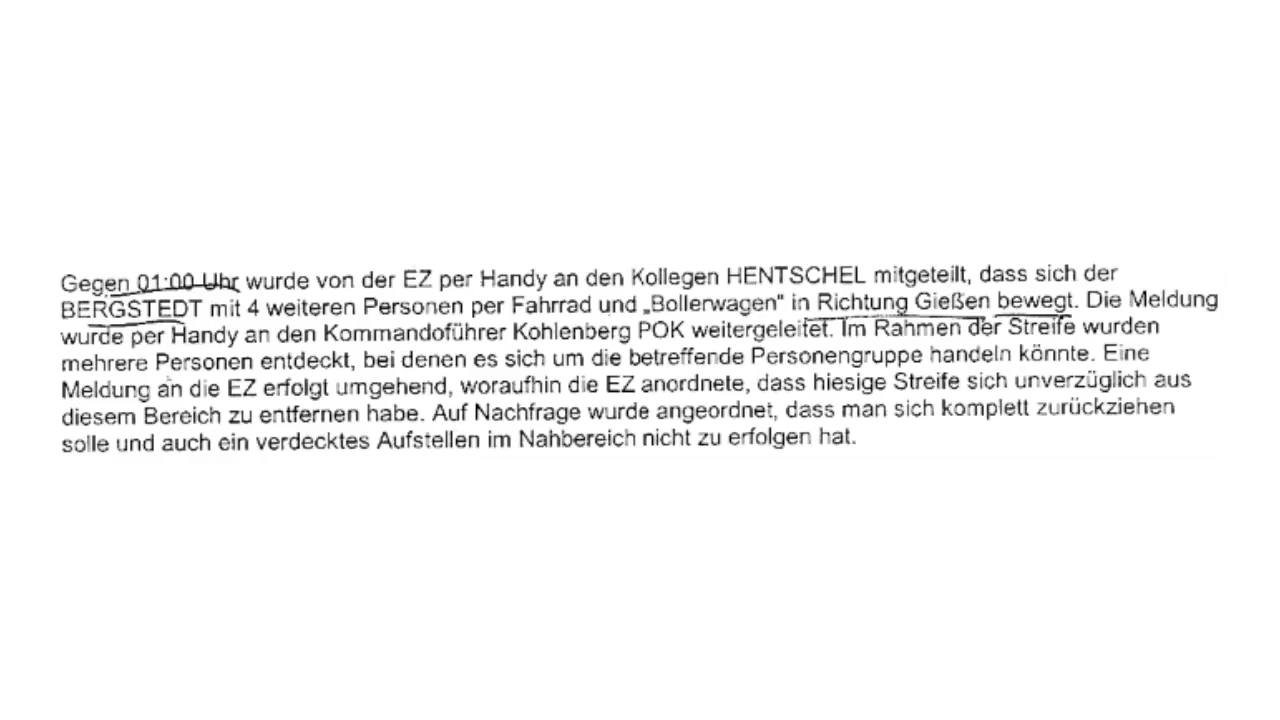 Gegen 01:00 Uhr wurde von der EZ per Handy an den Kollegen HENTSCHEL mitgeteilt, dass sich der
BERGSTEDT mit 4 weiteren Personen per Fahrrad und „Bollerwagen" in Richtung Gießen bewegt. Die Meldung
wurde per Handy an den Kommandoführer Kohlenberg POK weitergeleitet. Im Rahmen der Streife wurden
mehrere Personen entdeckt, bei denen es sich um die betreffende Personengruppe handeln könnte. Eine
Meldung an die EZ erfolgt umgehend, woraufhin die EZ anordnete, dass hiesige Streife sich unverzüglich aus
diesem Bereich zu entfernen habe. Auf Nachfrage wurde angeordnet, dass man sich komplett zurückziehen
solle und auch ein verdecktes Aufstellen im Nahbereich nicht zu erfolgen hat.